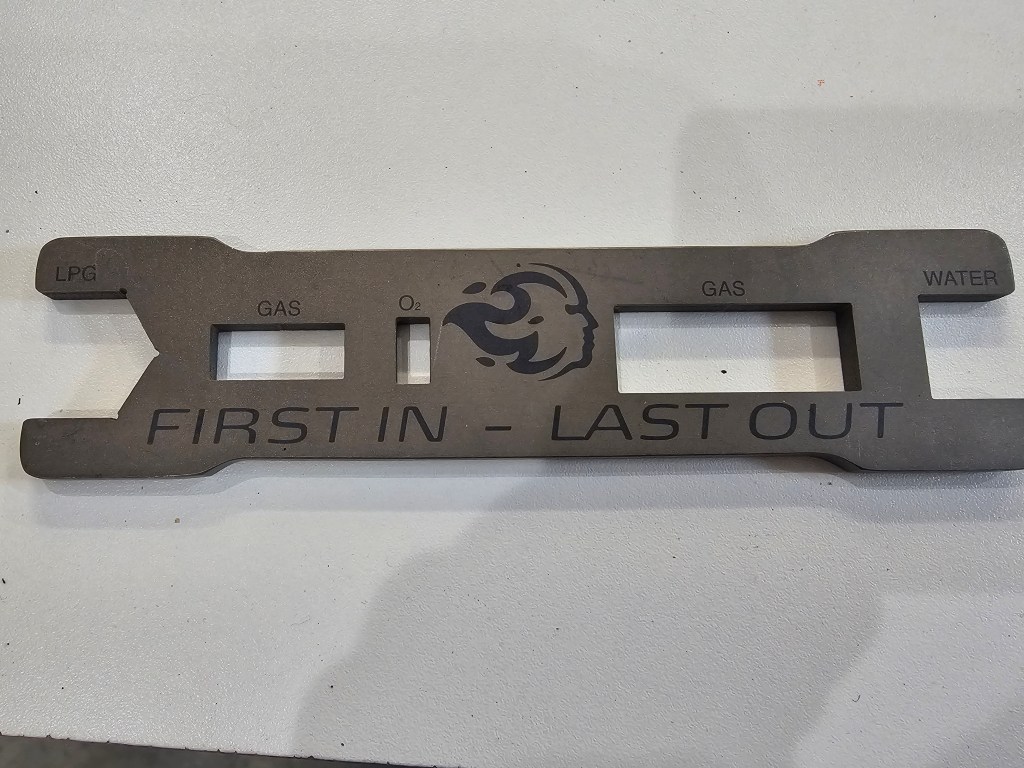 LPG
GAS
O₂
GAS
WATER
FIRST IN - LAST OUT